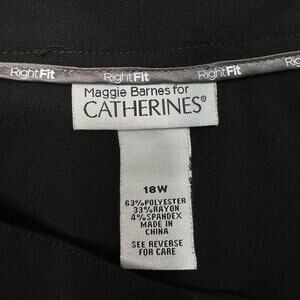 RightFit RightFit RightFit RightFit
Maggie Barnes for
CATHERINES®
18W
63%POLYESTER
33%RAYON
4%SPANDEX
MADE IN
CHINA
SEE REVERSE
FOR CARE